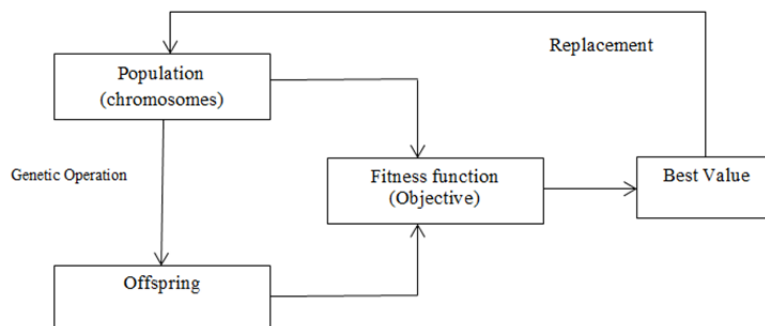 Replacement
Population
(chromosomes)
Genetic Operation
Fitness function
(Objective)
Best Value
Offspring